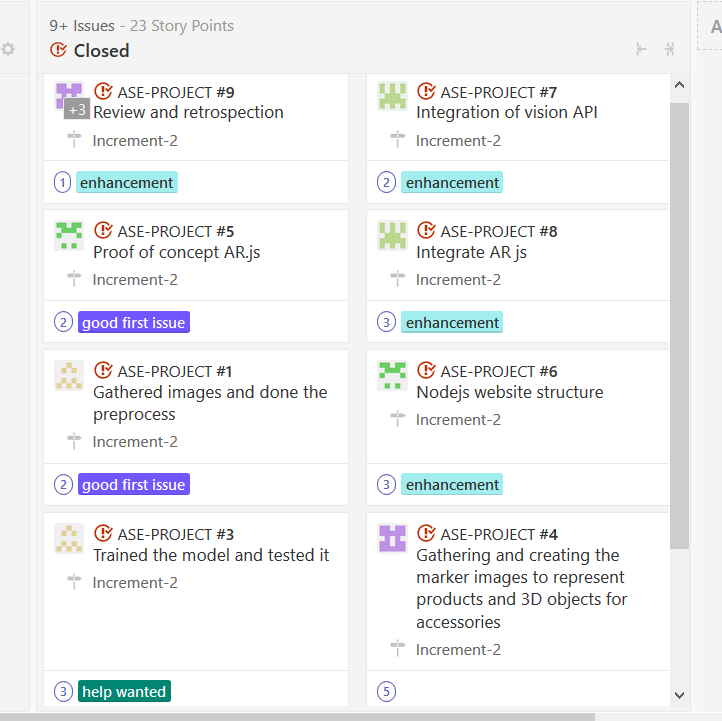 9+ Issues - 23 Story Points
Closed
A
+3
ASE-PROJECT #9
Review and retrospection
Increment-2
1 enhancement
ASE-PROJECT #7
Integration of vision API
Increment-2
2 enhancement
ASE-PROJECT #5
Proof of concept AR.js
Increment-2
2 good first issue
ASE-PROJECT #8
Integrate AR js
Increment-2
3 enhancement
ASE-PROJECT #1
Gathered images and done the
preprocess
Increment-2
2 good first issue
ASE-PROJECT #6
Nodejs website structure
Increment-2
3 enhancement
ASE-PROJECT #3
Trained the model and tested it
Increment-2
3 help wanted
ASE-PROJECT #4
Gathering and creating the
marker images to represent
products and 3D objects for
accessories
Increment-2
5